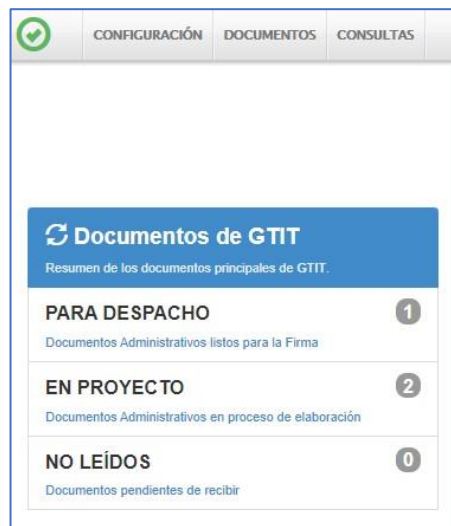 CONFIGURACIÓN DOCUMENTOS CONSULTAS
Documentos de GTIT
Resumen de los documentos principales de GTIT.
PARA DESPACHO 1
Documentos Administrativos listos para la Firma
EN PROYECTO 2
Documentos Administrativos en proceso de elaboración
NO LEÍDOS 0
Documentos pendientes de recibir